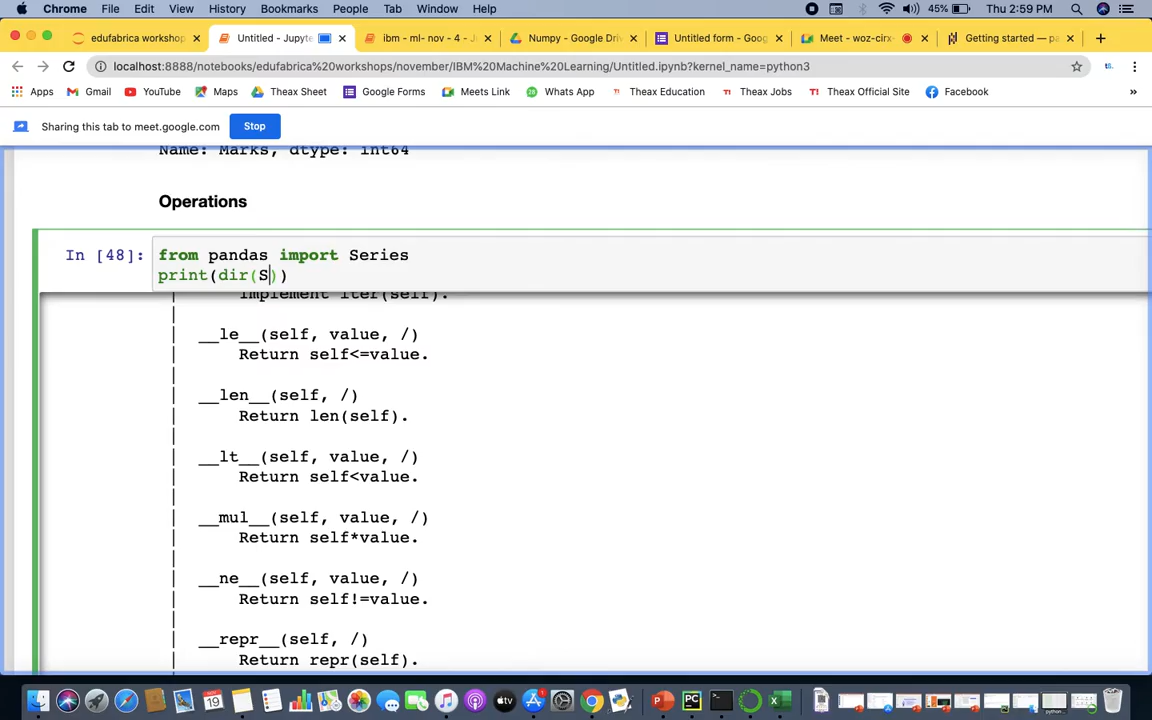 Chrome File Edit View History Bookmarks People Tab Window Help 45% Thu 2:59 PM
edufabrica workshop Untitled - Jupyte ibm - ml- nov - 4 - J Numpy - Google Dri Untitled form - Goog Meet - woz-cirx- Getting started — pa
localhost:8888/notebooks/edufabrica%20workshops/november/IBM%20Machine%20Learning/Untitled.ipynb?kernel_name=python3
Apps Gmail YouTube Maps Theax Sheet Google Forms Meets Link Whats App Theax Education Theax Jobs Theax Official Site Facebook »
Sharing this tab to meet.google.com Stop
Name: Marks, dtype: int64
Operations
In [48]: from pandas import Series
print(dir(S))
Implement iter(self).
|
| __le__(self, value, /)
| Return self<=value.
|
| __len__(self, /)
| Return len(self).
|
| __lt__(self, value, /)
| Return self<value.
|
| __mul__(self, value, /)
| Return self*value.
|
| __ne__(self, value, /)
| Return self!=value.
|
| __repr__(self, /)
| Return repr(self).